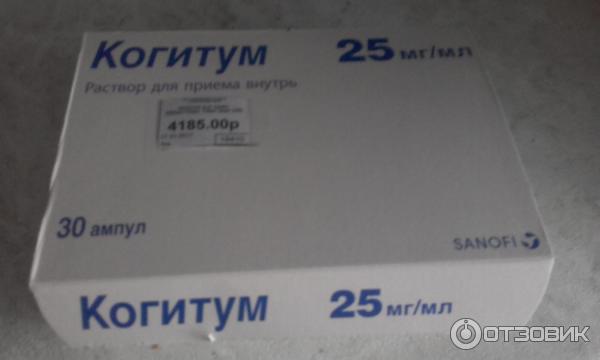 Когитум 25 мг/мл
Раствор для приема внутрь
4185.00р
30 ампул
SANOFI
Когитум 25 мг/мл
ОТЗОВИК